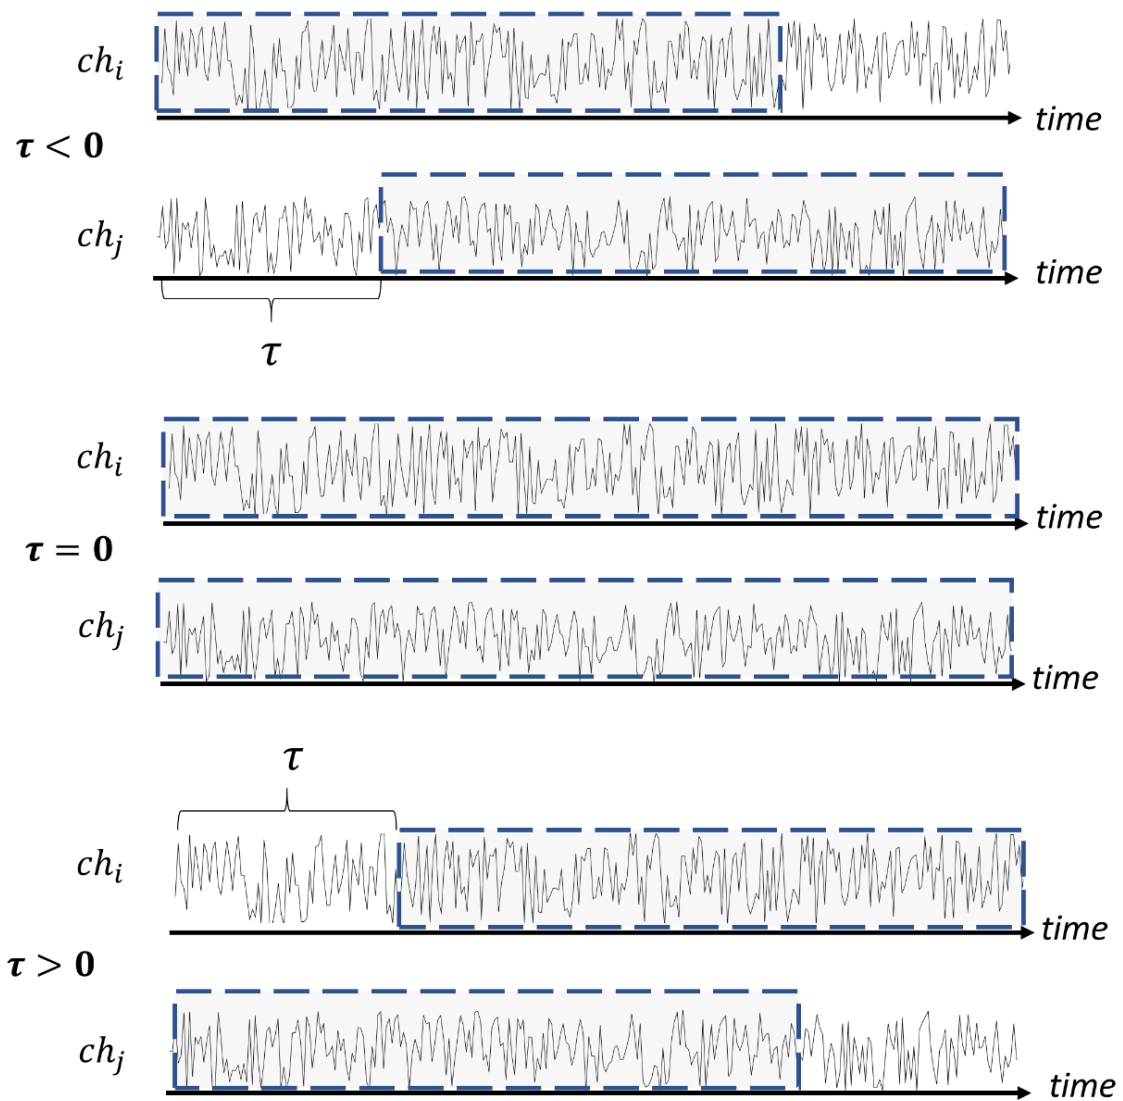 ch_i
time
τ < 0
ch_j
time
τ
ch_i
time
τ = 0
ch_j
time
τ
ch_i
time
τ > 0
ch_j
time